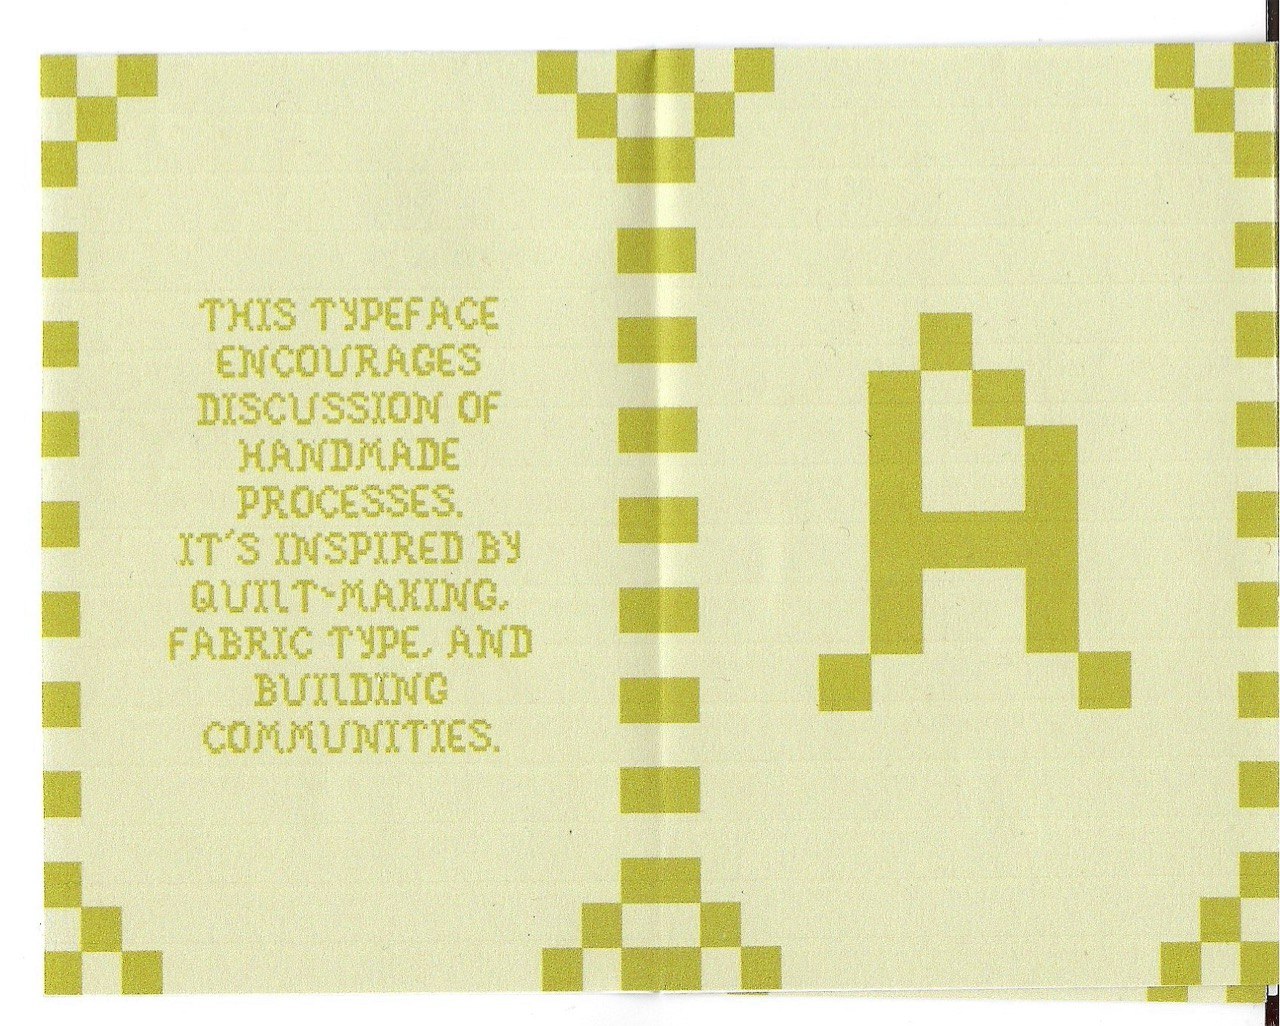 THIS TYPEFACE
ENCOURAGES
DISCUSSION OF
HANDMADE
PROCESSES.
IT'S INSPIRED BY
QUILT-MAKING,
FABRIC TYPE, AND
BUILDING
COMMUNITIES.
A